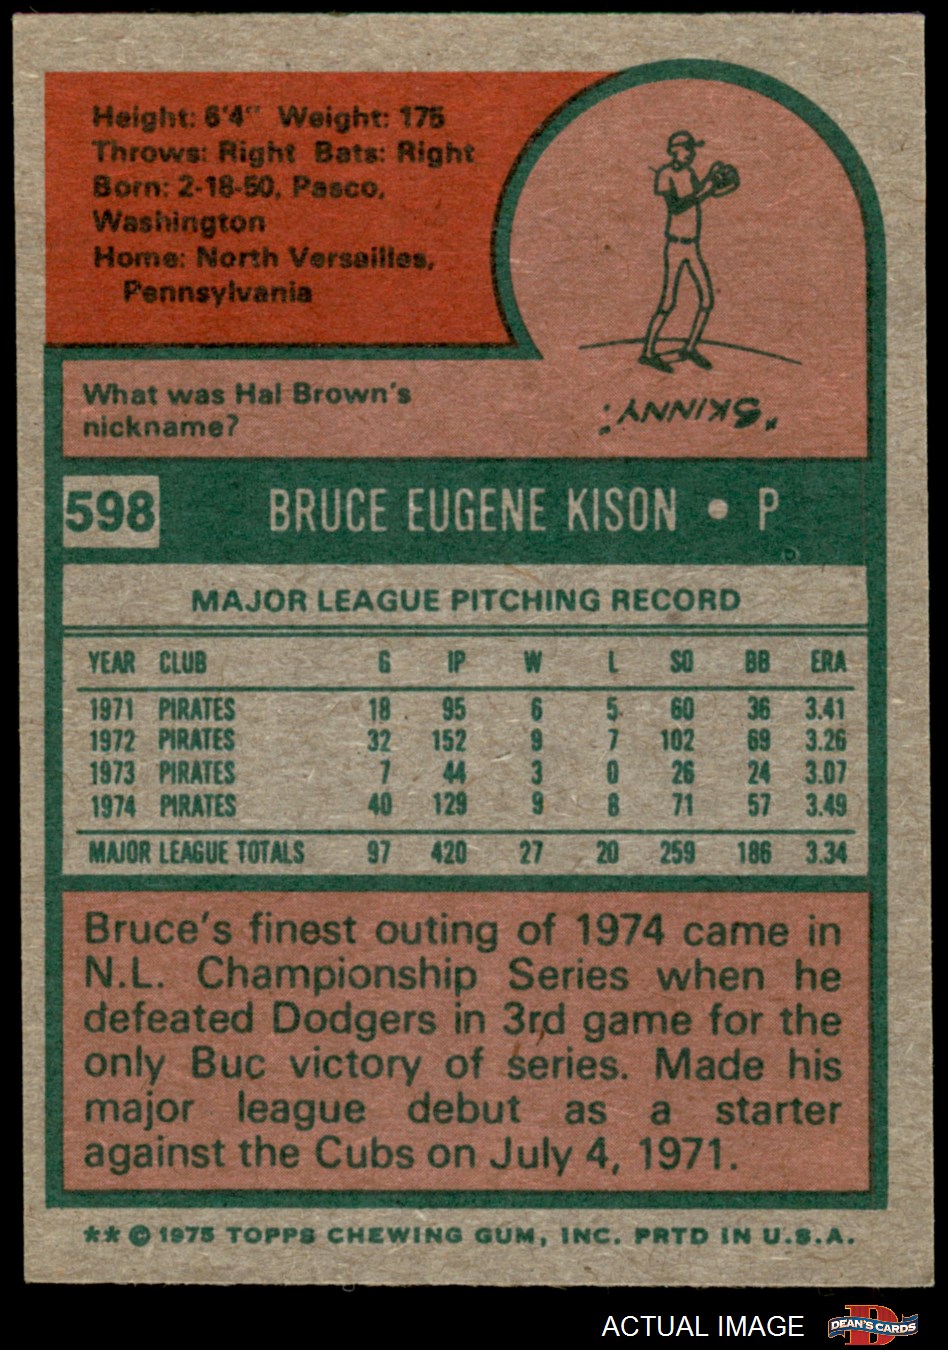 Height: 6'4" Weight: 175
Throws: Right Bats: Right
Born: 2-18-50, Pasco,
Washington
Home: North Versailles,
Pennsylvania
What was Hal Brown's
nickname?
"SKINNY."
598 BRUCE EUGENE KISON • P
MAJOR LEAGUE PITCHING RECORD
YEAR CLUB G IP W L SO BB ERA
1971 PIRATES 18 95 6 5 60 36 3.41
1972 PIRATES 32 152 9 7 102 69 3.26
1973 PIRATES 7 44 3 0 26 24 3.07
1974 PIRATES 40 129 9 8 71 57 3.49
MAJOR LEAGUE TOTALS 97 420 27 20 259 186 3.34
Bruce's finest outing of 1974 came in
N.L. Championship Series when he
defeated Dodgers in 3rd game for the
only Buc victory of series. Made his
major league debut as a starter
against the Cubs on July 4, 1971.
** © 1975 TOPPS CHEWING GUM, INC. PRTD IN U.S.A.
ACTUAL IMAGE
D
DEAN'S CARDS